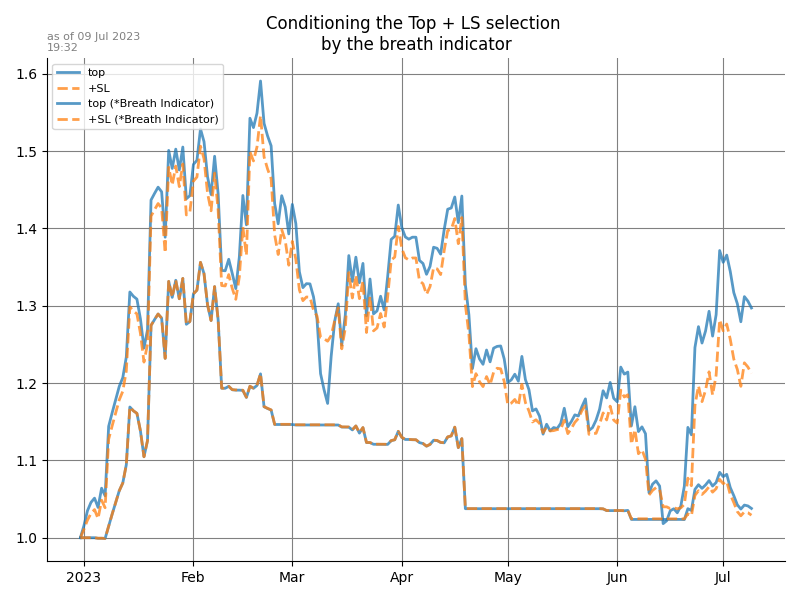 Conditioning the Top + LS selection
by the breath indicator
as of 09 Jul 2023
19:32
top
+SL
top (*Breath Indicator)
+SL (*Breath Indicator)
1.6
1.5
1.4
1.3
1.2
1.1
1.0
2023 Feb Mar Apr May Jun Jul